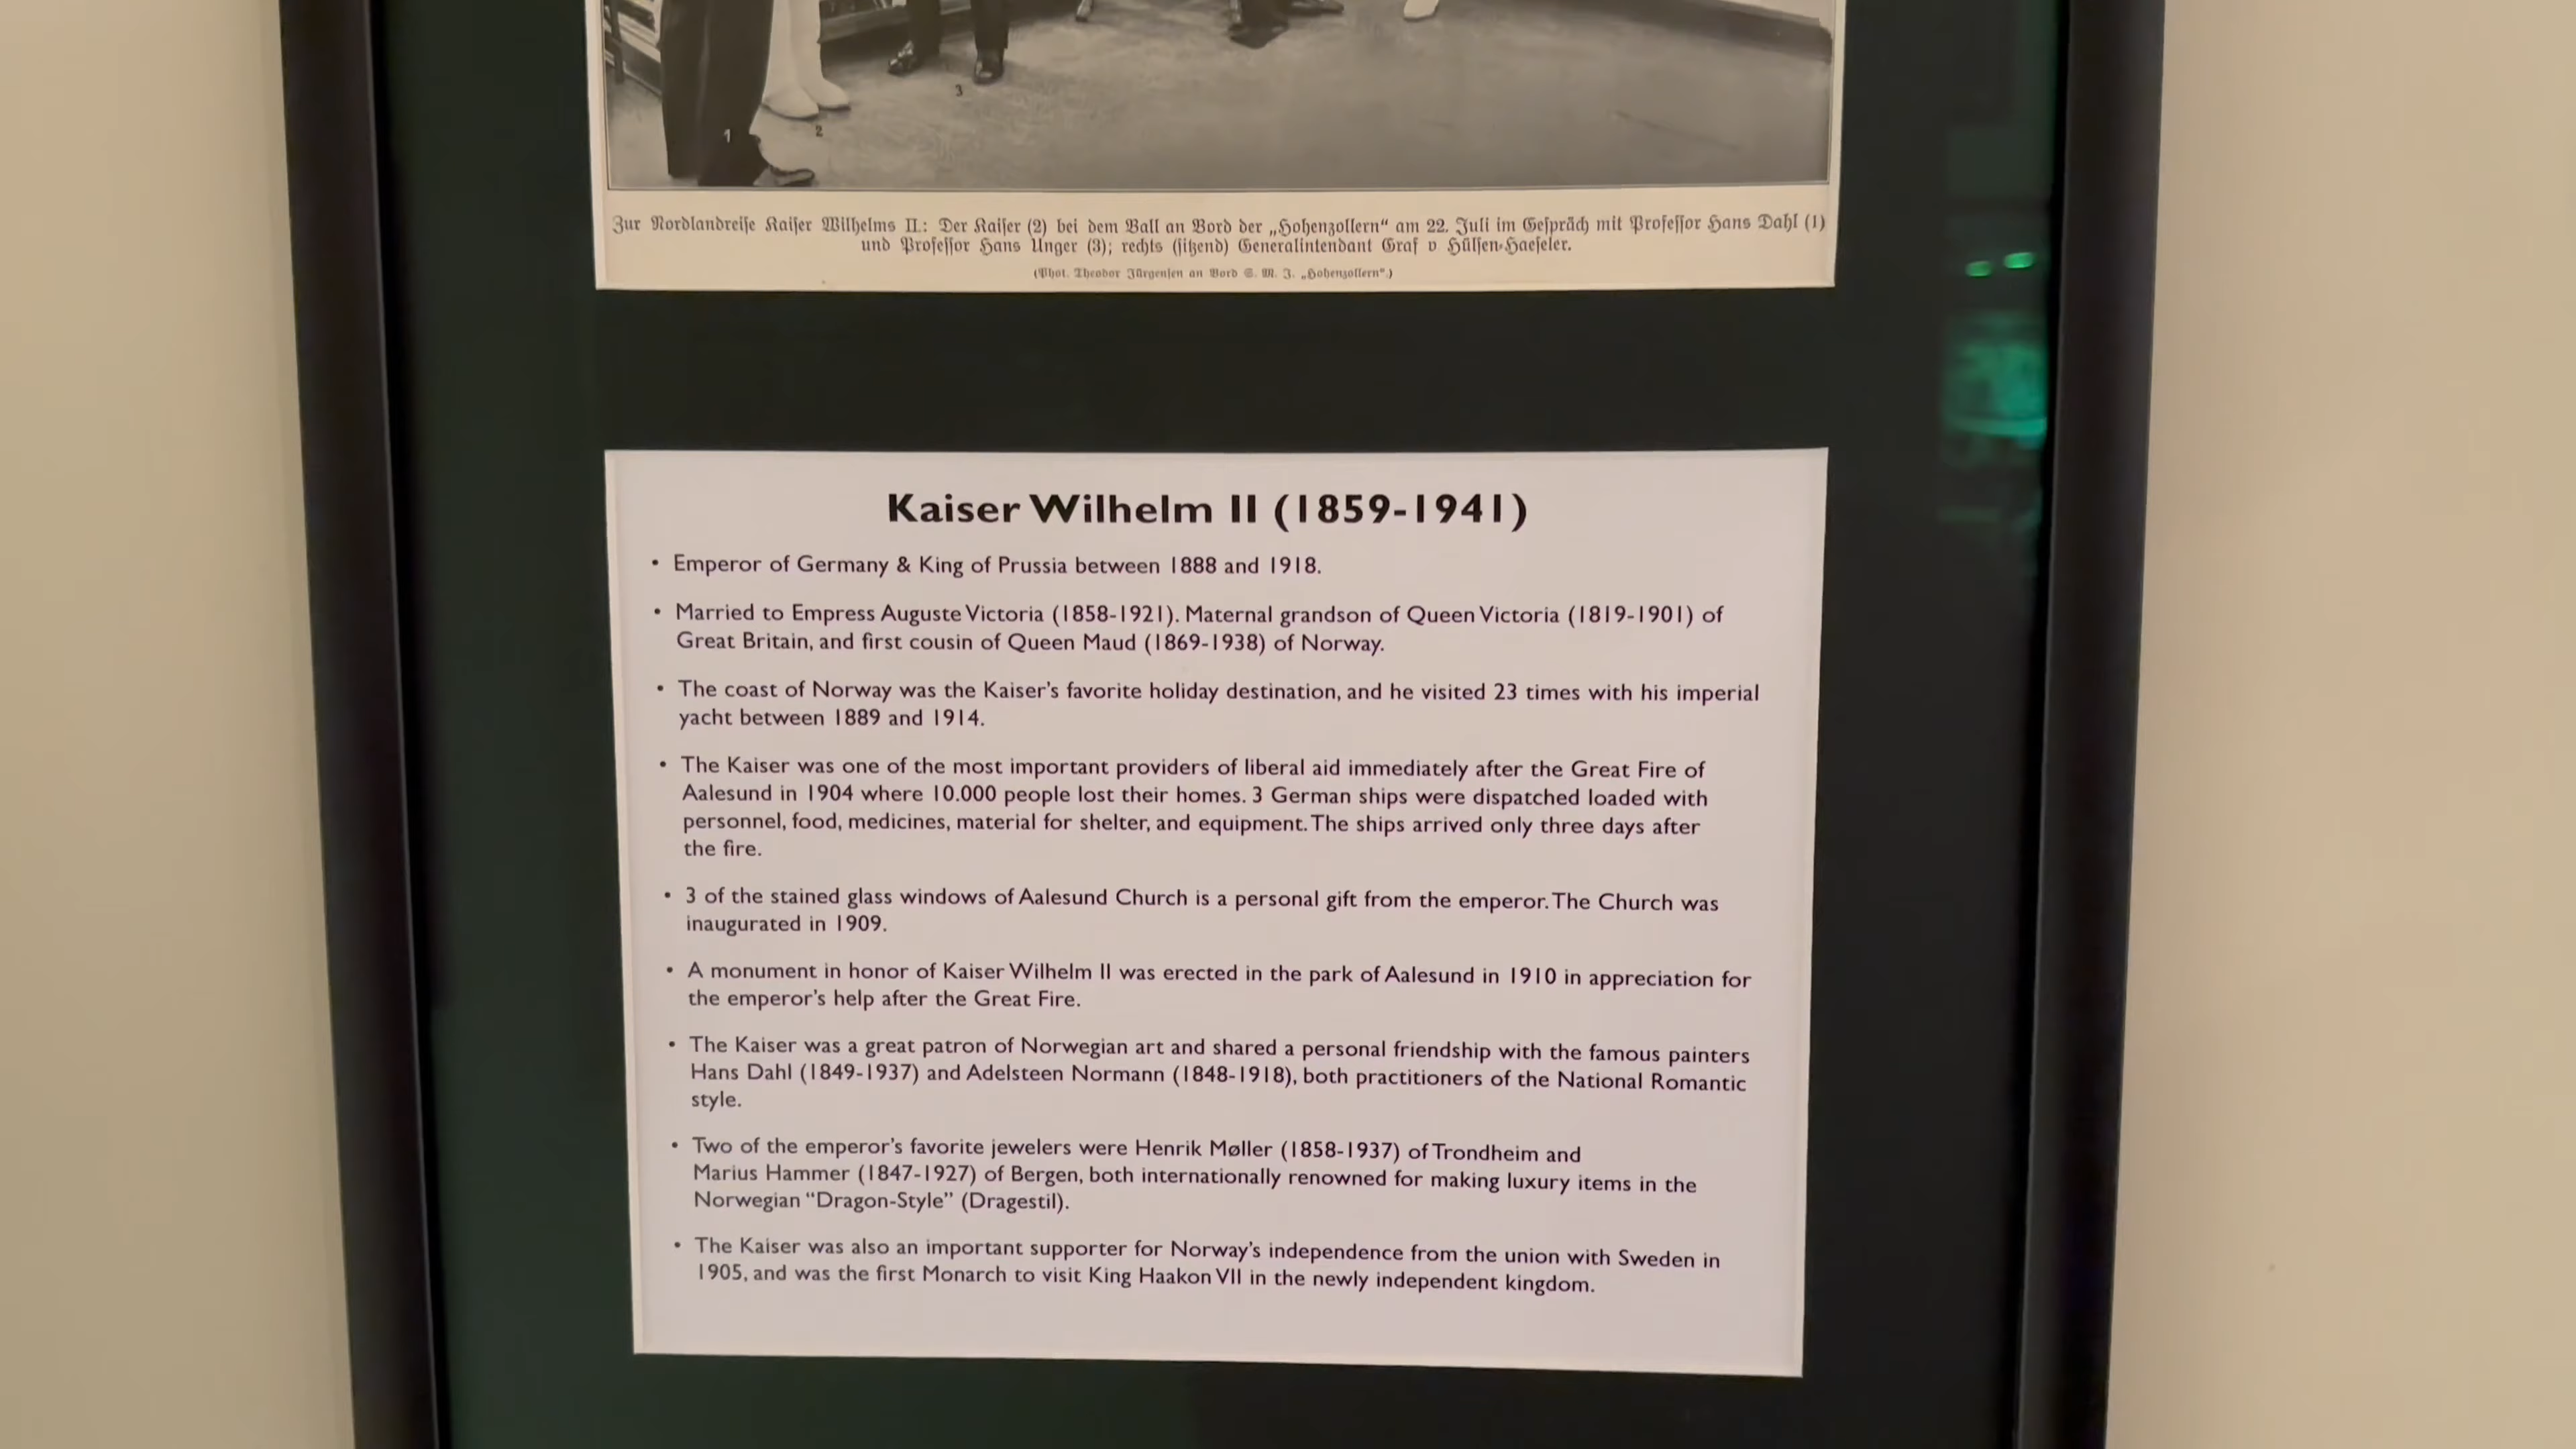 1
2
3
Zur Nordlandreise Kaiser Wilhelms II.: Der Kaiser (2) bei dem Ball an Bord der „Hohenzollern“ am 22. Juli im Gespräch mit Professor Hans Dahl (1)
und Professor Hans Unger (3); rechts (sitzend) Generalintendant Graf v Hülsen-Haeseler.
(Phot. Theodor Jürgensen an Bord S. M. J. „Hohenzollern“.)
Kaiser Wilhelm II (1859-1941)
• Emperor of Germany & King of Prussia between 1888 and 1918.
• Married to Empress Auguste Victoria (1858-1921). Maternal grandson of Queen Victoria (1819-1901) of
Great Britain, and first cousin of Queen Maud (1869-1938) of Norway.
• The coast of Norway was the Kaiser’s favorite holiday destination, and he visited 23 times with his imperial
yacht between 1889 and 1914.
• The Kaiser was one of the most important providers of liberal aid immediately after the Great Fire of
Aalesund in 1904 where 10.000 people lost their homes. 3 German ships were dispatched loaded with
personnel, food, medicines, material for shelter, and equipment. The ships arrived only three days after
the fire.
• 3 of the stained glass windows of Aalesund Church is a personal gift from the emperor. The Church was
inaugurated in 1909.
• A monument in honor of Kaiser Wilhelm II was erected in the park of Aalesund in 1910 in appreciation for
the emperor’s help after the Great Fire.
• The Kaiser was a great patron of Norwegian art and shared a personal friendship with the famous painters
Hans Dahl (1849-1937) and Adelsteen Normann (1848-1918), both practitioners of the National Romantic
style.
• Two of the emperor’s favorite jewelers were Henrik Møller (1858-1937) of Trondheim and
Marius Hammer (1847-1927) of Bergen, both internationally renowned for making luxury items in the
Norwegian “Dragon-Style” (Dragestil).
• The Kaiser was also an important supporter for Norway’s independence from the union with Sweden in
1905, and was the first Monarch to visit King Haakon VII in the newly independent kingdom.